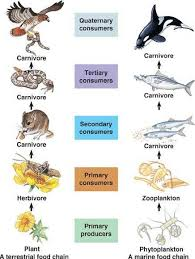 Quaternary
consumers
Carnivore
Carnivore
Tertiary
consumers
Carnivore
Carnivore
Secondary
consumers
Carnivore
Carnivore
Primary
consumers
Herbivore
Zooplankton
Primary
producers
Plant
Phytoplankton
A terrestrial food chain
A marine food chain